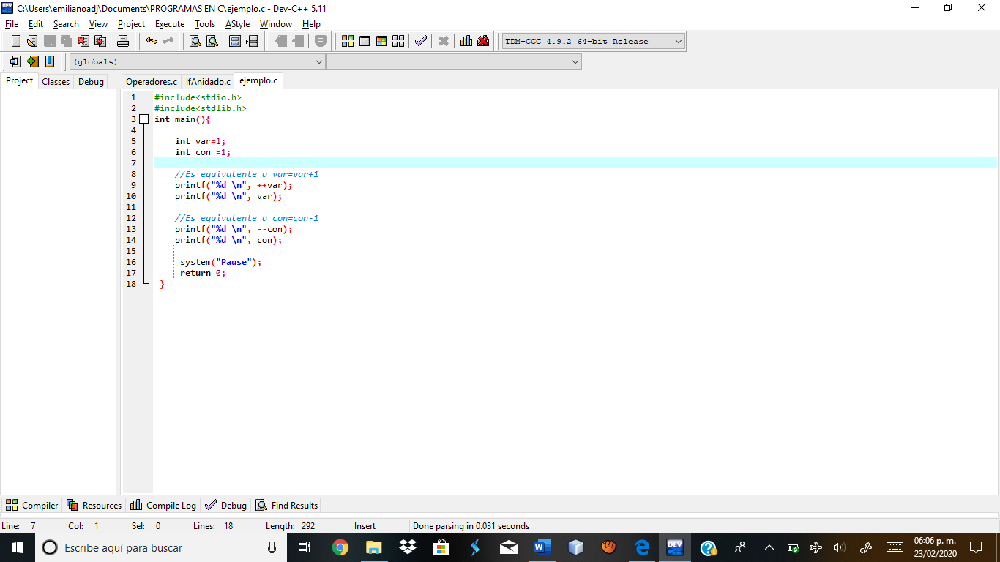 C:\Users\emilianoadj\Documents\PROGRAMAS EN C\ejemplo.c - Dev-C++ 5.11
File Edit Search View Project Execute Tools AStyle Window Help
TDM-GCC 4.9.2 64-bit Release
(globals)
Project Classes Debug Operadores.c IfAnidado.c ejemplo.c
1 #include<stdio.h>
2 #include<stdlib.h>
3 int main(){
4
5 int var=1;
6 int con =1;
7
8 //Es equivalente a var=var+1
9 printf("%d \n", ++var);
10 printf("%d \n", var);
11
12 //Es equivalente a con=con-1
13 printf("%d \n", --con);
14 printf("%d \n", con);
15
16 system("Pause");
17 return 0;
18 }
Compiler Resources Compile Log Debug Find Results
Line: 7 Col: 1 Sel: 0 Lines: 18 Length: 292 Insert Done parsing in 0.031 seconds
Escribe aquí para buscar
DEV
06:06 p. m.
23/02/2020